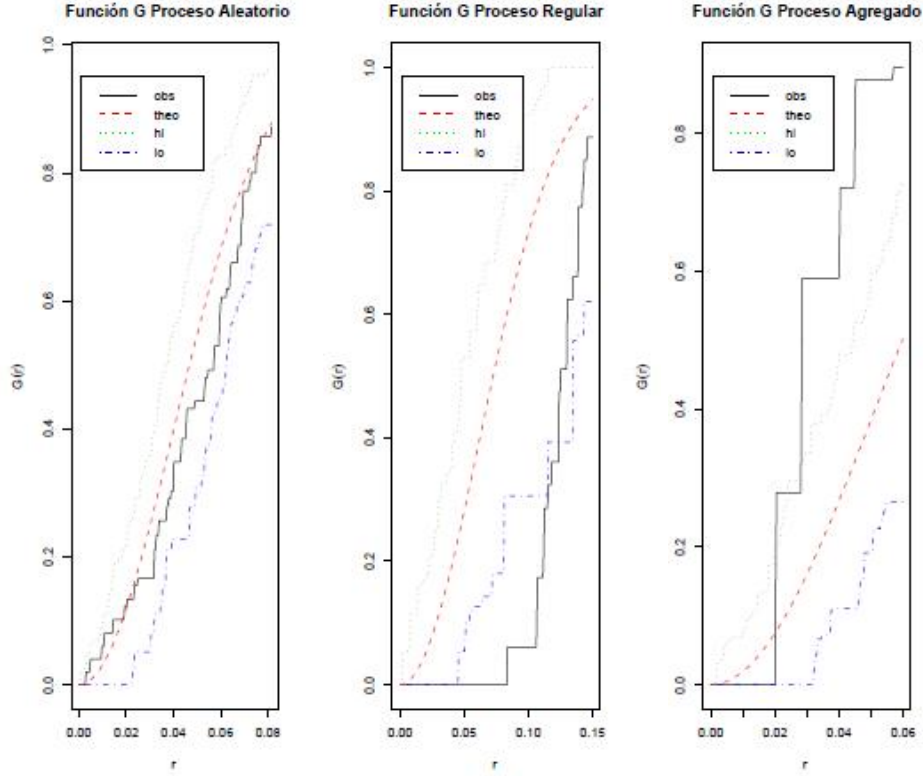 Función G Proceso Aleatorio
G(r)
1.0
0.8
0.6
0.4
0.2
0.0
obs
theo
hi
lo
0.00
0.02
0.04
0.06
0.08
r
Función G Proceso Regular
G(r)
1.0
0.8
0.6
0.4
0.2
0.0
obs
theo
hi
lo
0.00
0.05
0.10
0.15
r
Función G Proceso Agregado
G(r)
0.8
0.6
0.4
0.2
0.0
obs
theo
hi
lo
0.00
0.02
0.04
0.06
r